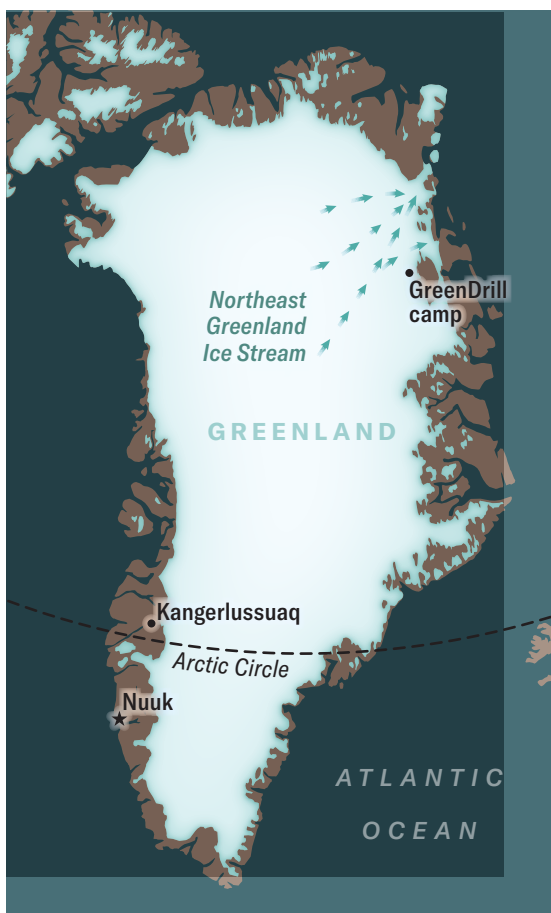 Northeast
Greenland
Ice Stream
GreenDrill
camp
GREENLAND
Kangerlussuaq
Arctic Circle
Nuuk
ATLANTIC
OCEAN